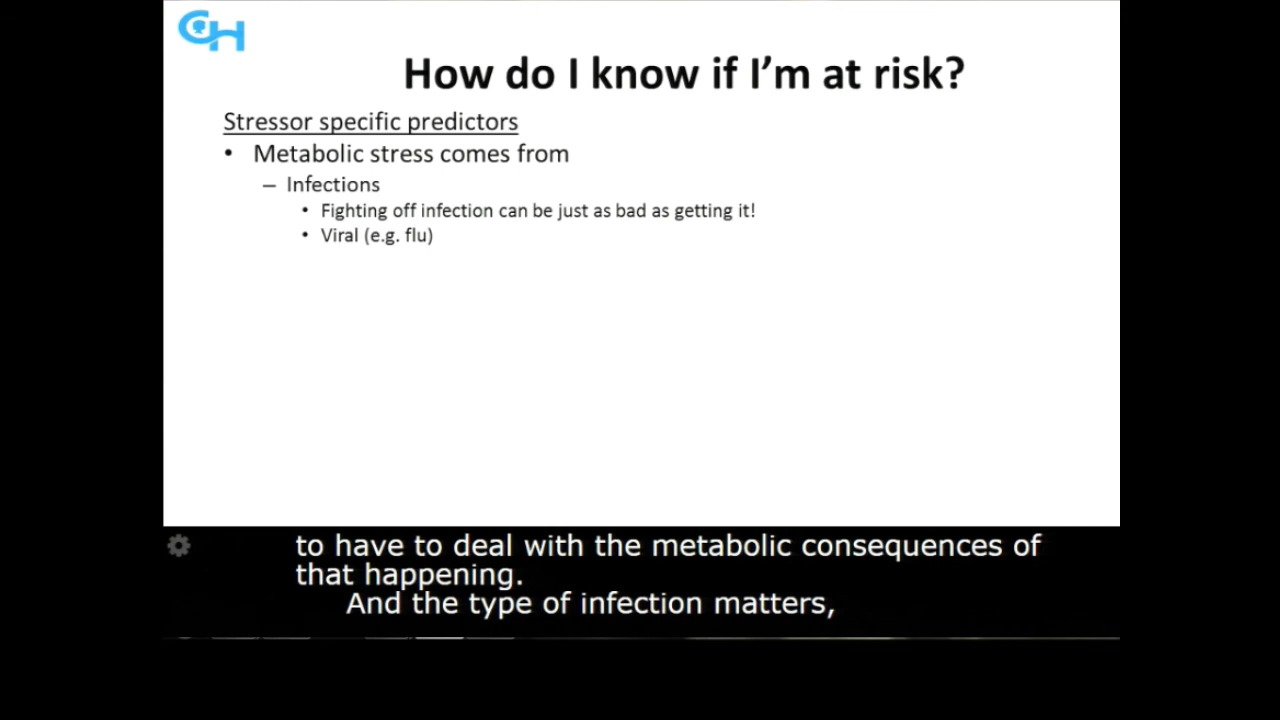 CH
How do I know if I'm at risk?
Stressor specific predictors
• Metabolic stress comes from
– Infections
• Fighting off infection can be just as bad as getting it!
• Viral (e.g. flu)
to have to deal with the metabolic consequences of
that happening.
And the type of infection matters,